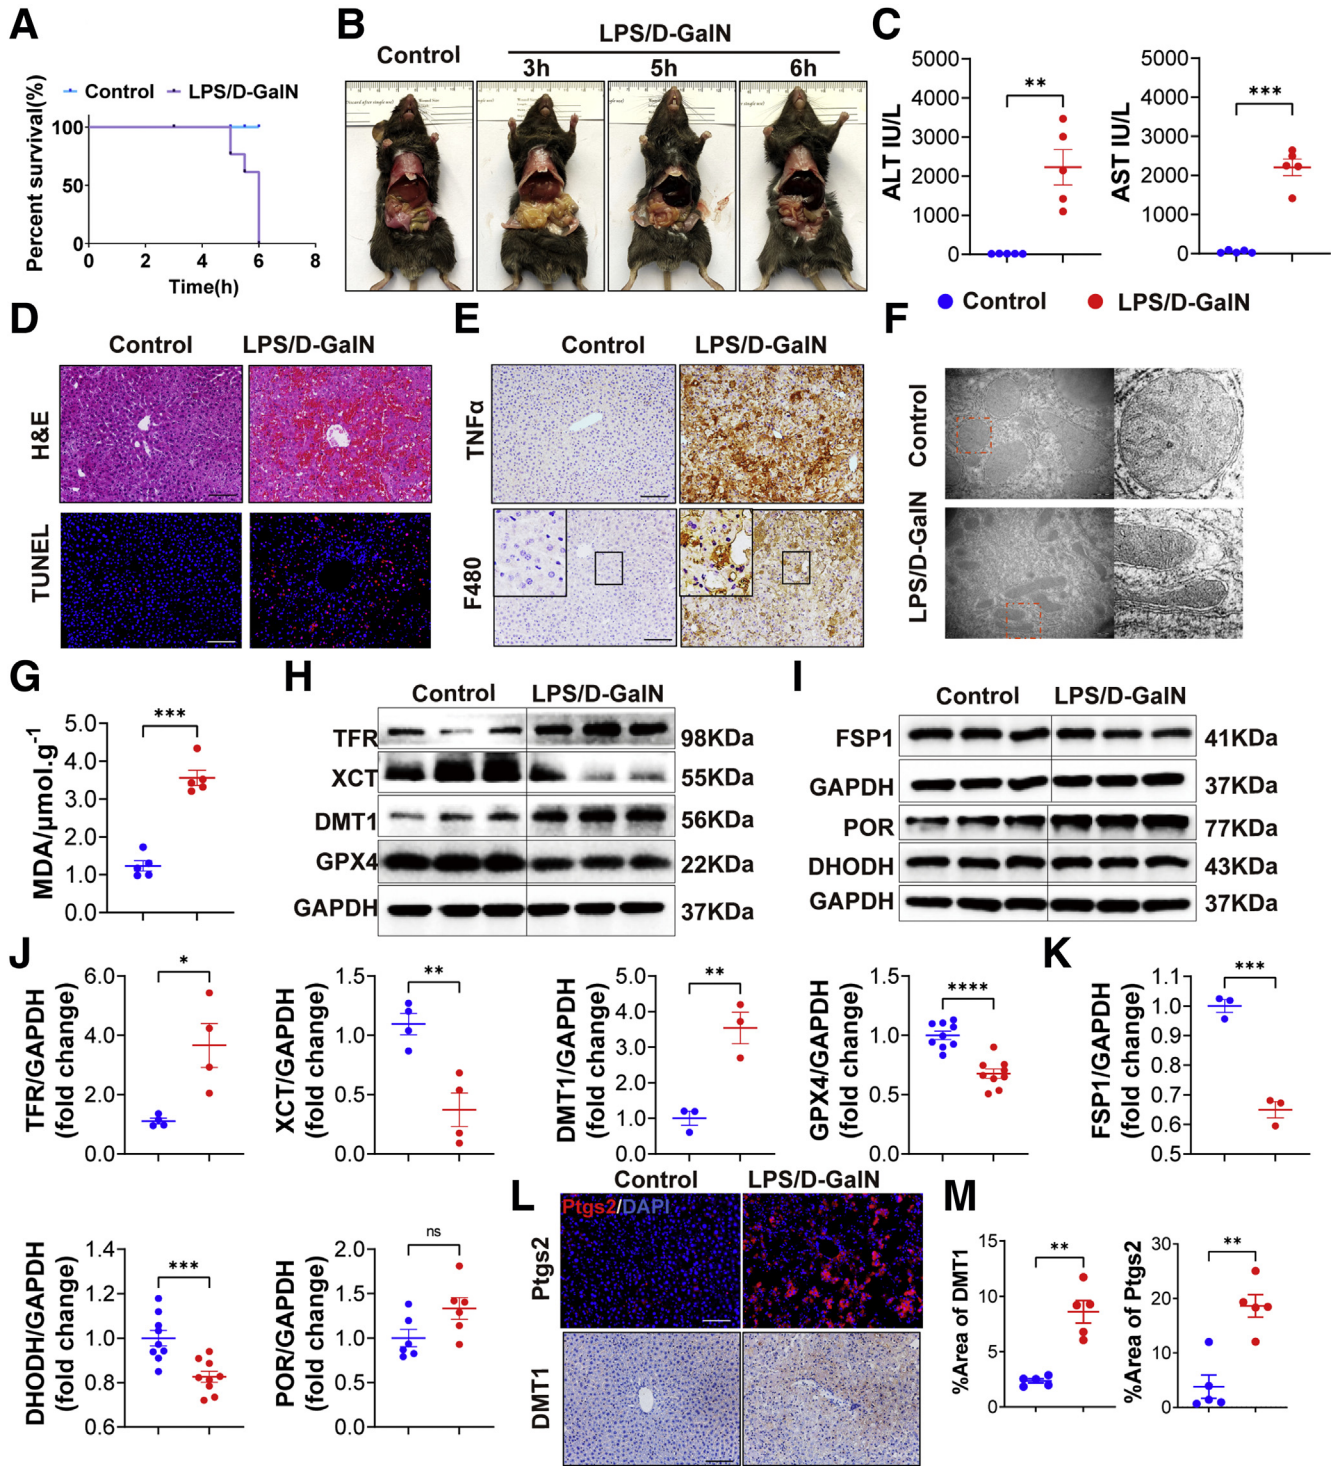 A
Control
LPS/D-GalN
Percent survival(%)
100
50
0
0
2
4
6
8
Time(h)
B
Control
LPS/D-GalN
3h
5h
6h
C
ALT IU/L
5000
4000
3000
2000
1000
0
**
AST IU/L
5000
4000
3000
2000
1000
0
***
Control
LPS/D-GalN
D
Control
LPS/D-GalN
H&E
TUNEL
E
Control
LPS/D-GalN
TNFα
F480
F
Control
LPS/D-GalN
G
MDA/μmol.g-1
5.0
4.0
3.0
2.0
1.0
0.0
***
H
Control
LPS/D-GalN
TFR
98KDa
XCT
55KDa
DMT1
56KDa
GPX4
22KDa
GAPDH
37KDa
I
Control
LPS/D-GalN
FSP1
41KDa
GAPDH
37KDa
POR
77KDa
DHODH
43KDa
GAPDH
37KDa
J
TFR/GAPDH
(fold change)
6.0
4.0
2.0
0.0
*
XCT/GAPDH
(fold change)
1.5
1.0
0.5
0.0
**
DMT1/GAPDH
(fold change)
5.0
4.0
3.0
2.0
1.0
0.0
**
GPX4/GAPDH
(fold change)
1.5
1.0
0.5
0.0
****
K
FSP1/GAPDH
(fold change)
1.1
1.0
0.9
0.8
0.7
0.6
0.5
***
DHODH/GAPDH
(fold change)
1.4
1.2
1.0
0.8
0.6
***
POR/GAPDH
(fold change)
2.0
1.5
1.0
0.5
0.0
ns
L
Control
LPS/D-GalN
Ptgs2/DAPI
Ptgs2
DMT1
M
%Area of DMT1
15
10
5
0
**
%Area of Ptgs2
30
20
10
0
**